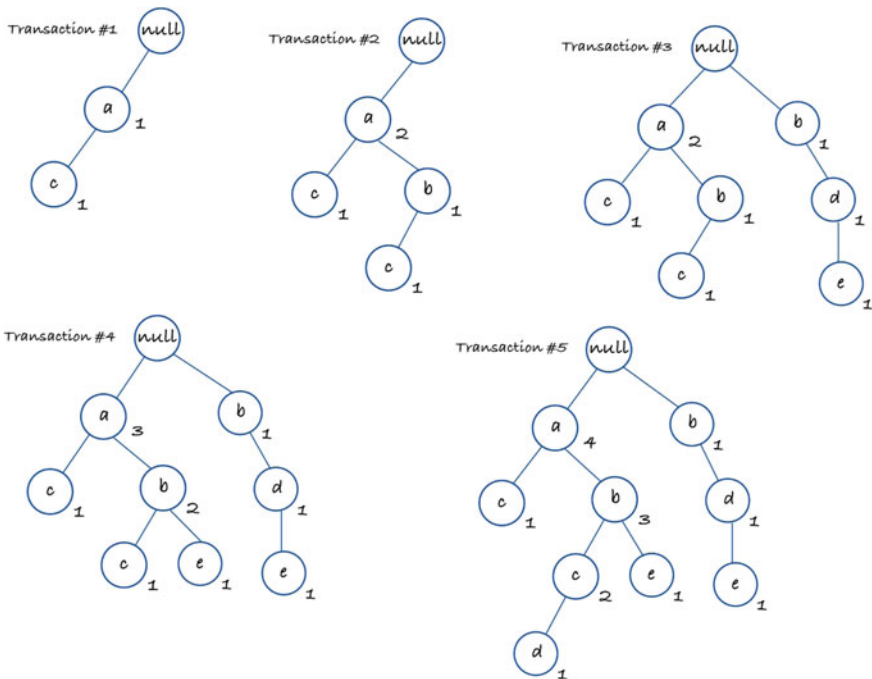 Transaction #1
null
a
1
c
1
Transaction #2
null
a
2
c
1
b
1
c
1
Transaction #3
null
a
2
b
1
c
1
b
1
d
1
c
1
e
1
Transaction #4
null
a
3
b
1
c
1
b
2
d
1
c
1
e
1
e
1
Transaction #5
null
a
4
b
1
c
1
b
3
d
1
c
2
e
1
e
1
d
1